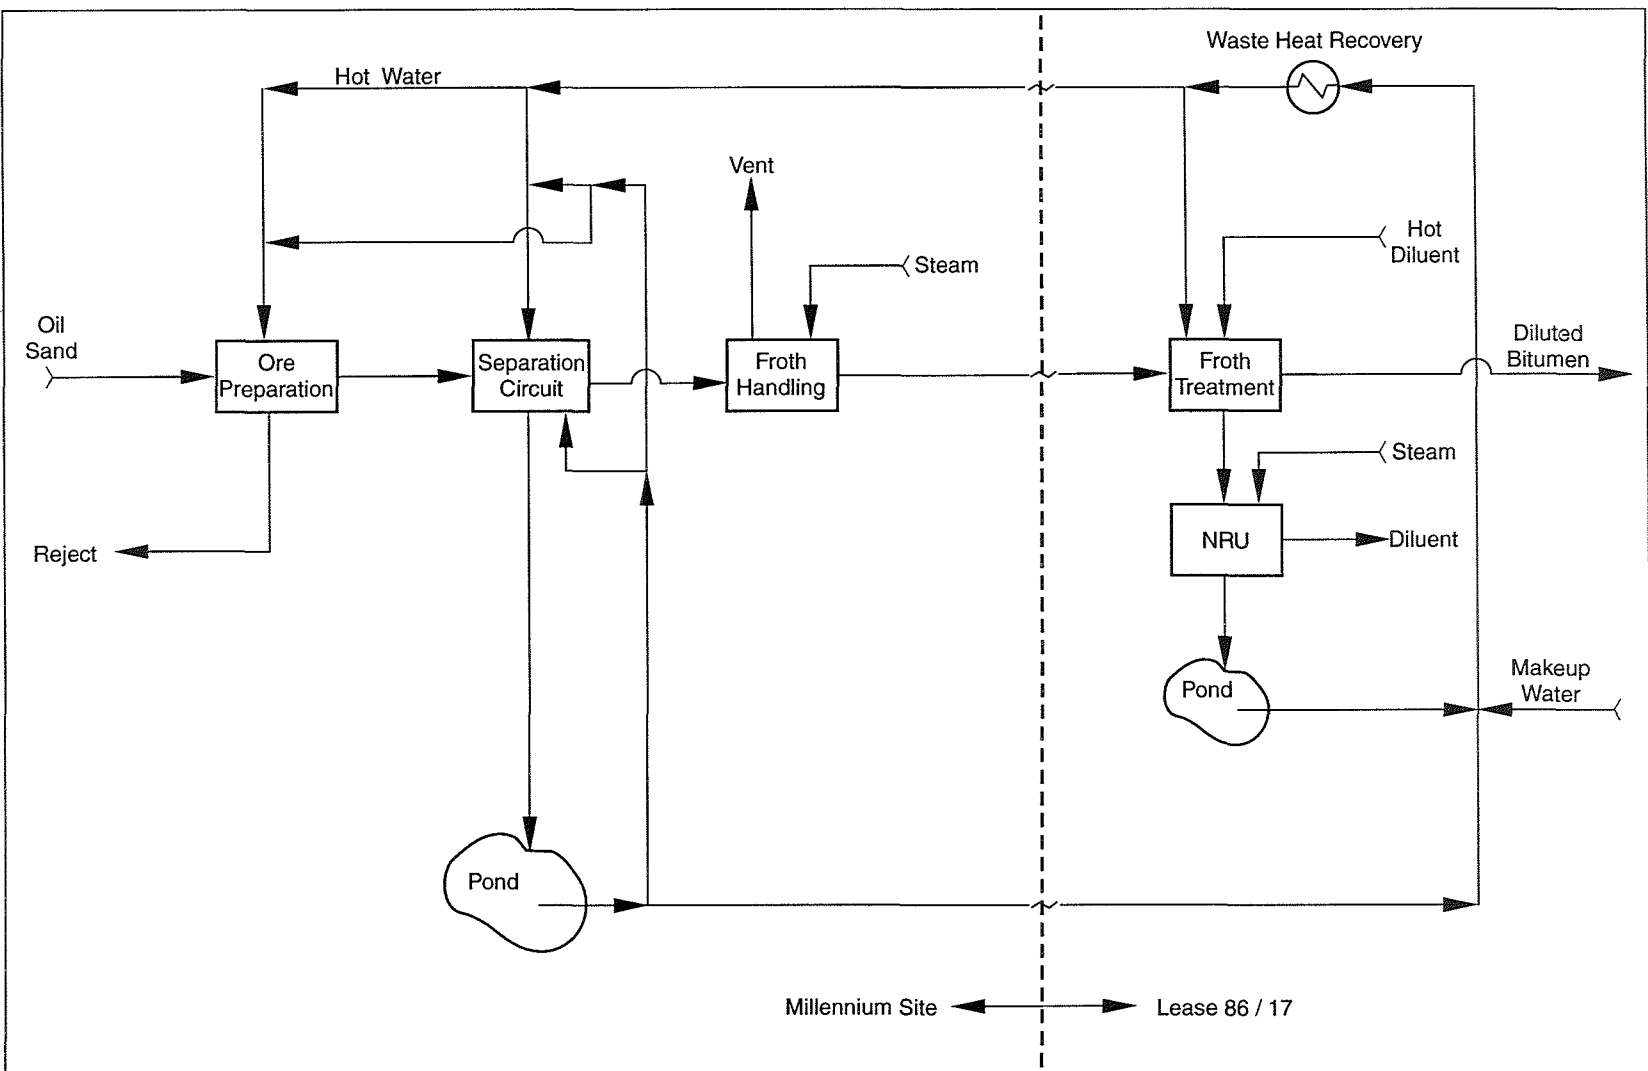 Waste Heat Recovery
Hot Water
Vent
Hot
Diluent
Steam
Oil
Sand
Ore
Preparation
Separation
Circuit
Froth
Handling
Froth
Treatment
Diluted
Bitumen
Steam
Reject
NRU
Diluent
Pond
Makeup
Water
Pond
Millennium Site
Lease 86 / 17